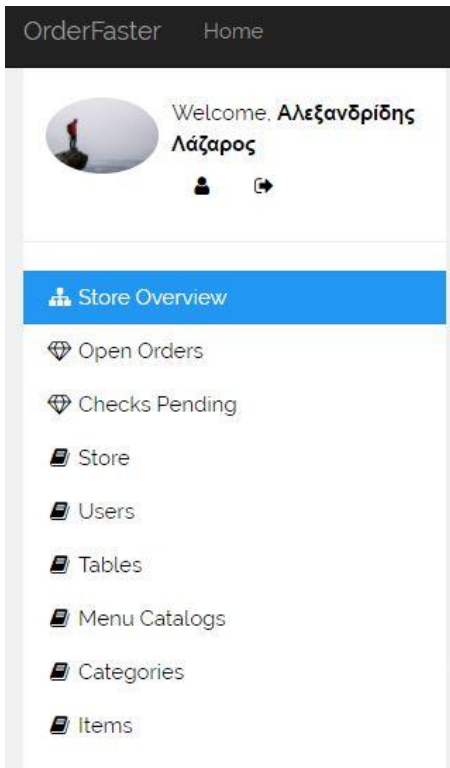 OrderFaster Home
Welcome, Αλεξανδρίδης
Λάζαρος
Store Overview
Open Orders
Checks Pending
Store
Users
Tables
Menu Catalogs
Categories
Items